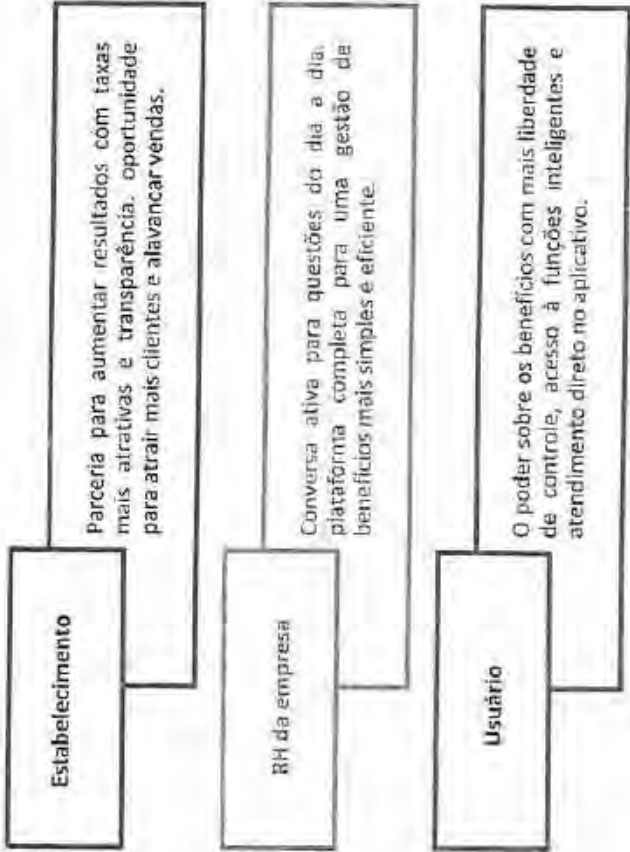 Estabelecimento
Parceria para aumentar resultados com taxas
mais atrativas e transparência, oportunidade
para atrair mais clientes e alavancar vendas.
RH da empresa
Conversa ativa para questões do dia a dia,
plataforma completa para uma gestão de
benefícios mais simples e eficiente.
Usuário
O poder sobre os benefícios com mais liberdade
de controle, acesso à funções inteligentes e
atendimento direto no aplicativo.